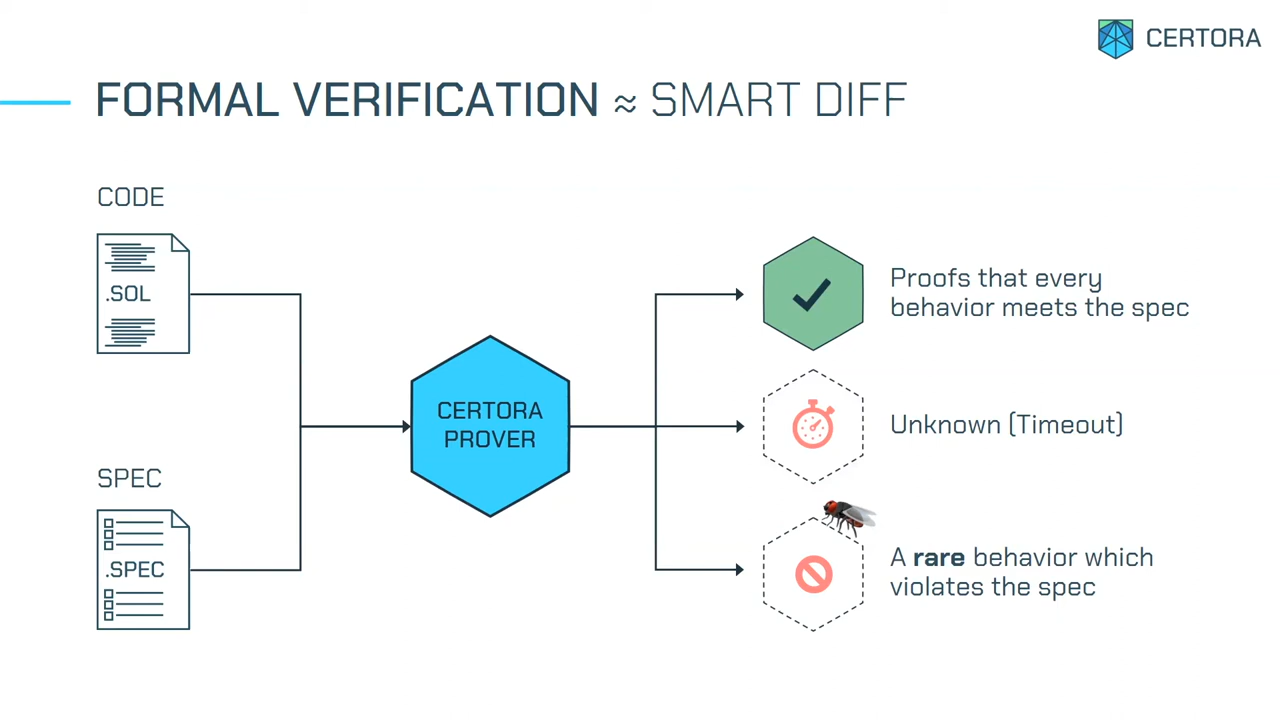 CERTORA
FORMAL VERIFICATION ≈ SMART DIFF
CODE
.SOL
SPEC
.SPEC
CERTORA
PROVER
Proofs that every
behavior meets the spec
Unknown (Timeout)
A rare behavior which
violates the spec